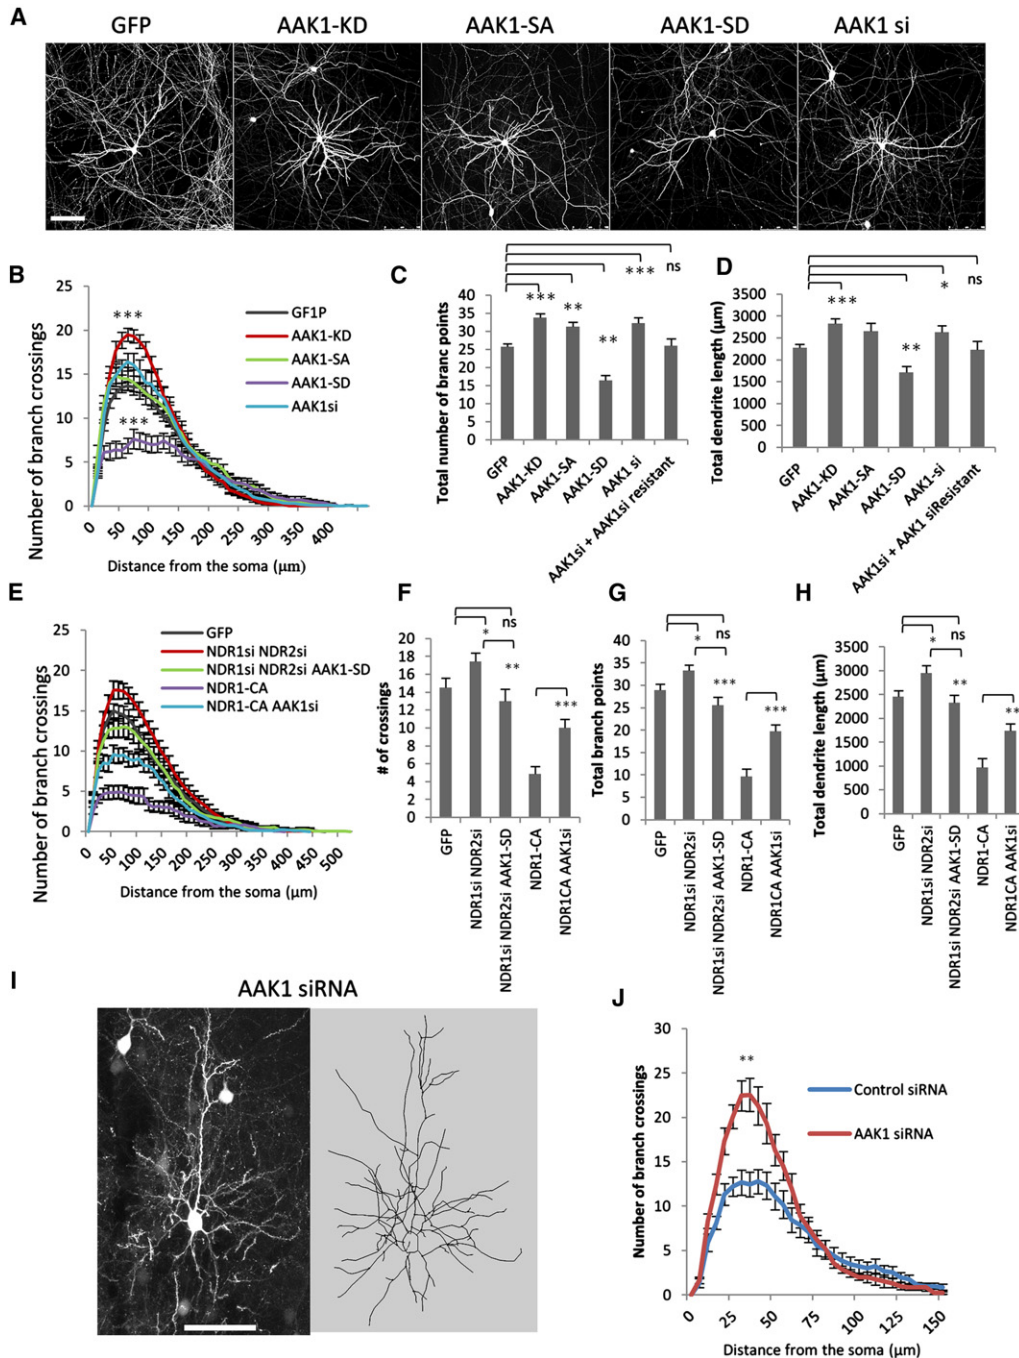 A
GFP AAK1-KD AAK1-SA AAK1-SD AAK1 si
B
Number of branch crossings
25
20
15
10
5
0
***
***
GF1P
AAK1-KD
AAK1-SA
AAK1-SD
AAK1si
0 50 100 150 200 250 300 350 400
Distance from the soma (μm)
C
Total number of branc points
40
35
30
25
20
15
10
5
0
*** ** ** *** ns
GFP
AAK1-KD
AAK1-SA
AAK1-SD
AAK1 si
AAK1si + AAK1si resistant
D
Total dendrite length (μm)
3500
3000
2500
2000
1500
1000
500
0
*** ** * ns
GFP
AAK1-KD
AAK1-SA
AAK1-SD
AAK1-si
AAK1si + AAK1 siResistant
E
Number of branch crossings
25
20
15
10
5
0
GFP
NDR1si NDR2si
NDR1si NDR2si AAK1-SD
NDR1-CA
NDR1-CA AAK1si
0 50 100 150 200 250 300 350 400 500
Distance from the soma (μm)
F
# of crossings
20
18
16
14
12
10
8
6
4
2
0
ns
*
**
***
GFP
NDR1si NDR2si
NDR1si NDR2si AAK1-SD
NDR1-CA
NDR1CA AAK1si
G
Total branch points
40
35
30
25
20
15
10
5
0
ns
*
***
***
GFP
NDR1si NDR2si
NDR1si NDR2si AAK1-SD
NDR1-CA
NDR1CA AAK1si
H
Total dendrite length (μm)
3500
3000
2500
2000
1500
1000
500
0
ns
*
**
**
GFP
NDR1si NDR2si
NDR1si NDR2si AAK1-SD
NDR1-CA
NDR1CA AAK1si
I
AAK1 siRNA
J
Number of branch crossings
30
25
20
15
10
5
0
**
Control siRNA
AAK1 siRNA
0 25 50 75 100 125 150
Distance from the soma (μm)